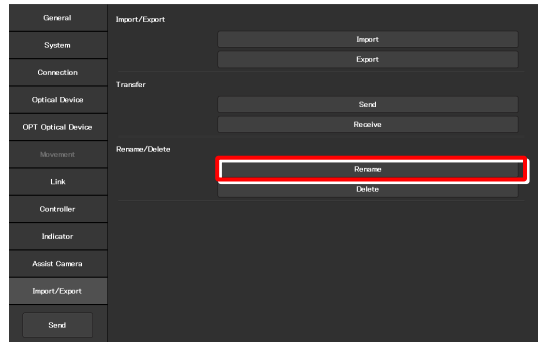 General
System
Connection
Optical Device
OPT Optical Device
Movement
Link
Controller
Indicator
Assist Camera
Import/Export
Send
Import/Export
Import
Export
Transfer
Send
Receive
Rename/Delete
Rename
Delete